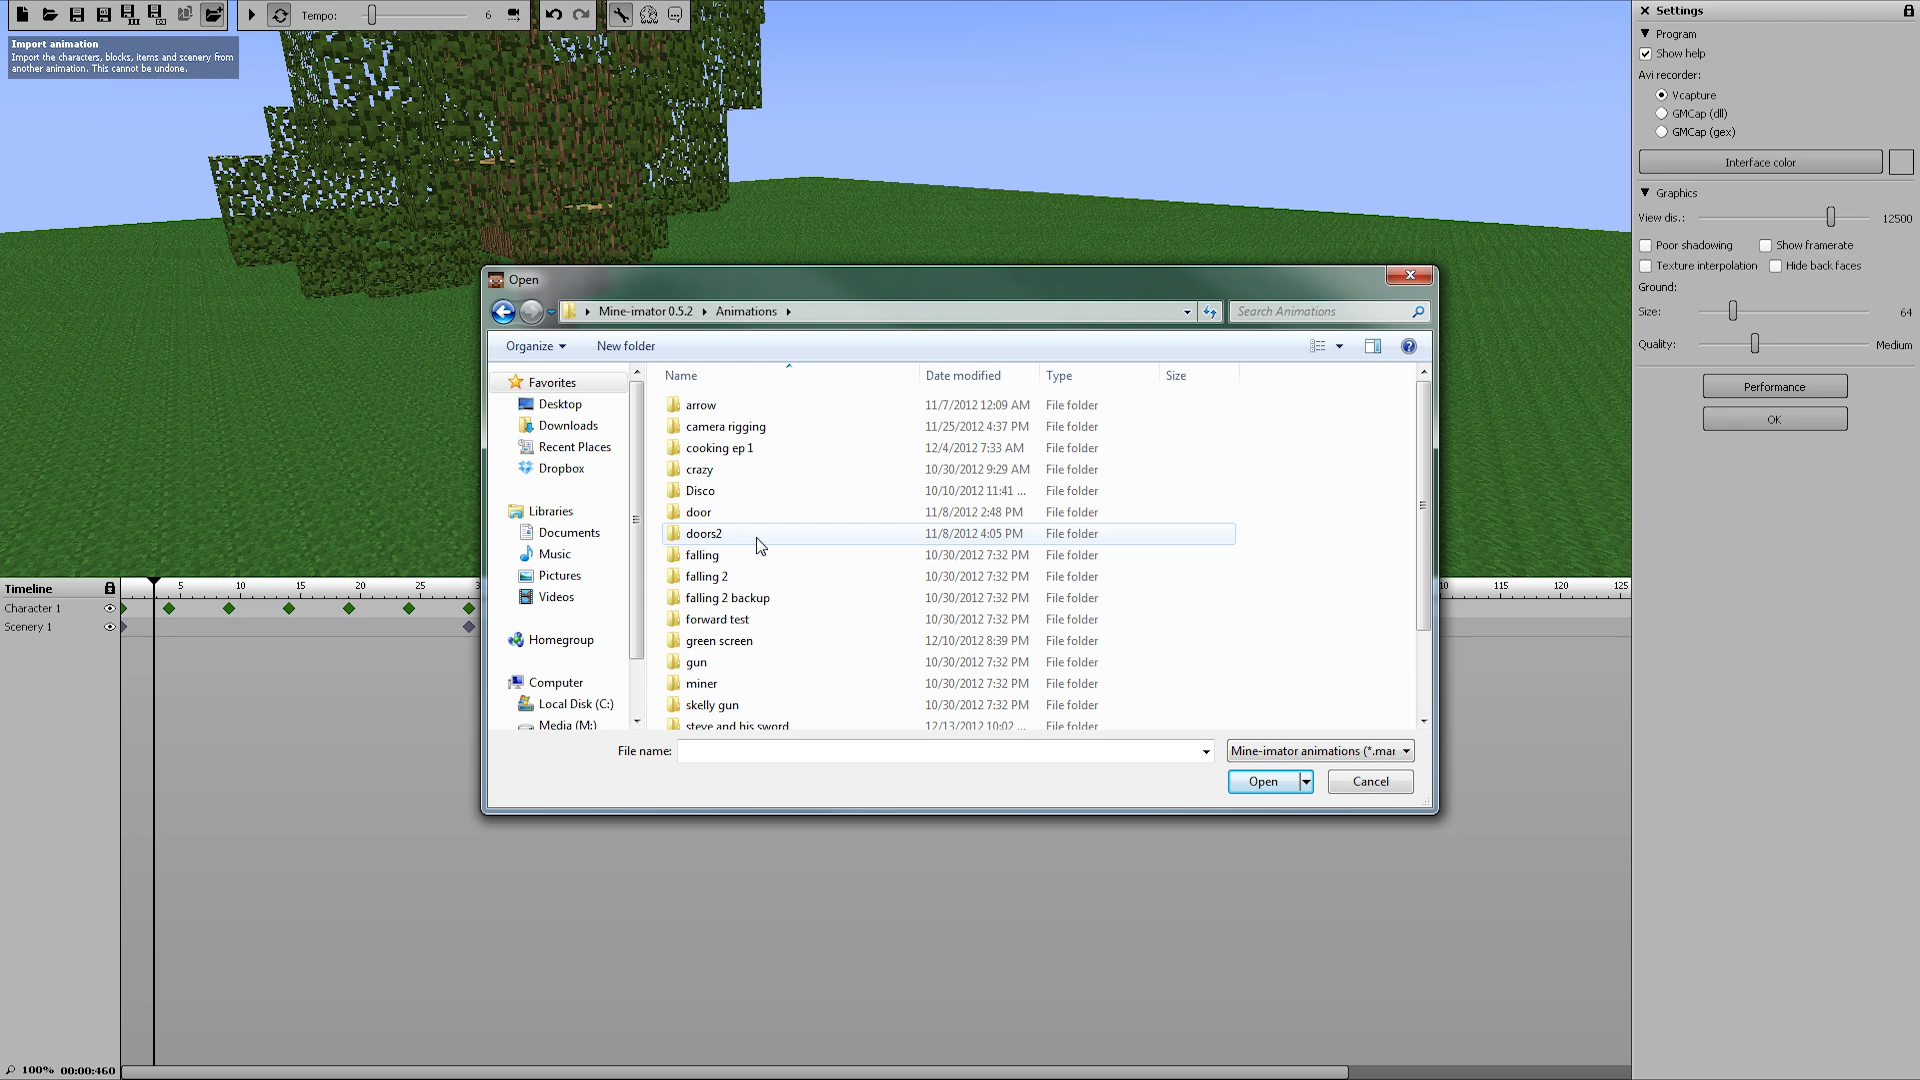 Tempo:
6
Import animation
Import the characters, blocks, items and scenery from
another animation. This cannot be undone.
Settings
Program
Show help
Avi recorder:
Vcapture
GMCap (dll)
GMCap (gex)
Interface color
Graphics
View dis.:
12500
Poor shadowing
Show framerate
Texture interpolation
Hide back faces
Ground:
Size:
64
Quality:
Medium
Performance
OK
Open
Mine-imator 0.5.2
Animations
Search Animations
Organize
New folder
Favorites
Desktop
Downloads
Recent Places
Dropbox
Libraries
Documents
Music
Pictures
Videos
Homegroup
Computer
Local Disk (C:)
Media (M:)
Name Date modified Type Size
arrow 11/7/2012 12:09 AM File folder
camera rigging 11/25/2012 4:37 PM File folder
cooking ep 1 12/4/2012 7:33 AM File folder
crazy 10/30/2012 9:29 AM File folder
Disco 10/10/2012 11:41 ... File folder
door 11/8/2012 2:48 PM File folder
doors2 11/8/2012 4:05 PM File folder
falling 10/30/2012 7:32 PM File folder
falling 2 10/30/2012 7:32 PM File folder
falling 2 backup 10/30/2012 7:32 PM File folder
forward test 10/30/2012 7:32 PM File folder
green screen 12/10/2012 8:39 PM File folder
gun 10/30/2012 7:32 PM File folder
miner 10/30/2012 7:32 PM File folder
skelly gun 10/30/2012 7:32 PM File folder
steve and his sword 12/13/2012 10:02 ... File folder
File name:
Mine-imator animations (*.mar
Open
Cancel
Timeline
5 10 15 20 25
115 120 125
Character 1
Scenery 1
100% 00:00:460